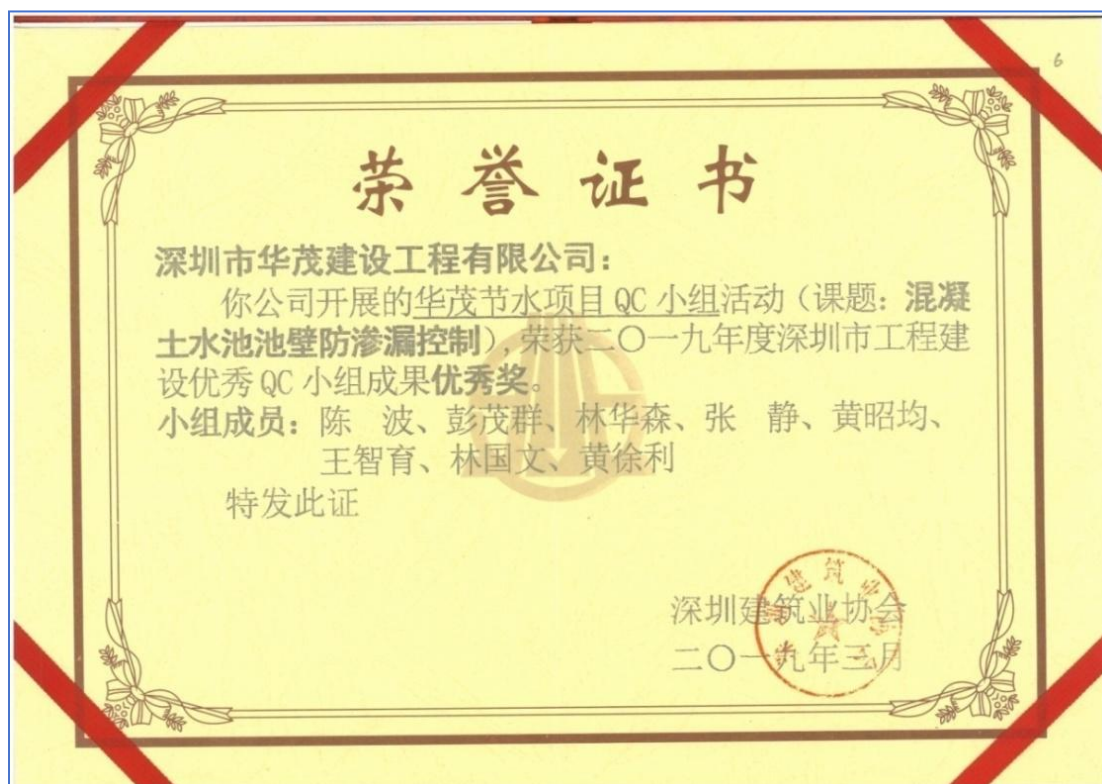 6
荣誉证书
深圳市华茂建设工程有限公司：
你公司开展的华茂节水项目 QC 小组活动（课题：混凝
土水池池壁防渗漏控制），荣获二〇一九年度深圳市工程建
设优秀 QC 小组成果优秀奖。
小组成员：陈　波、彭茂群、林华森、张　静、黄昭均、
王智育、林国文、黄徐利
特发此证
深圳建筑业协会
二〇一九年三月